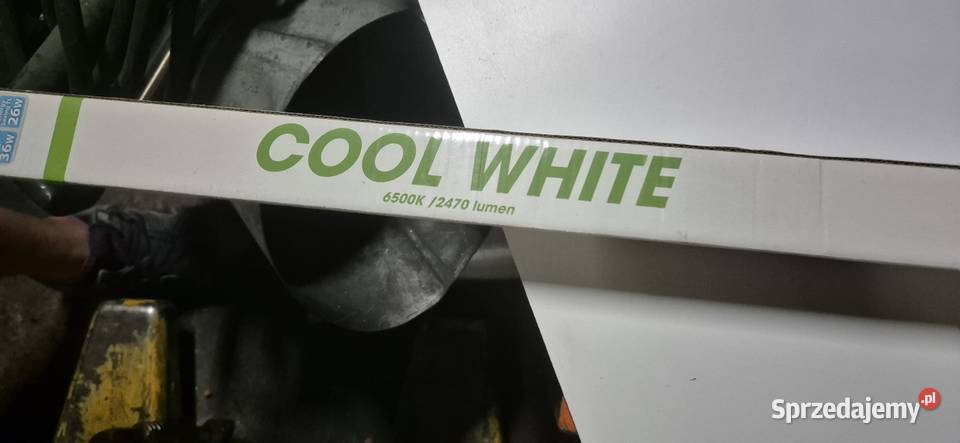 26W
36W
COOL WHITE
6500K /2470 lumen
Sprzedajemy.pl